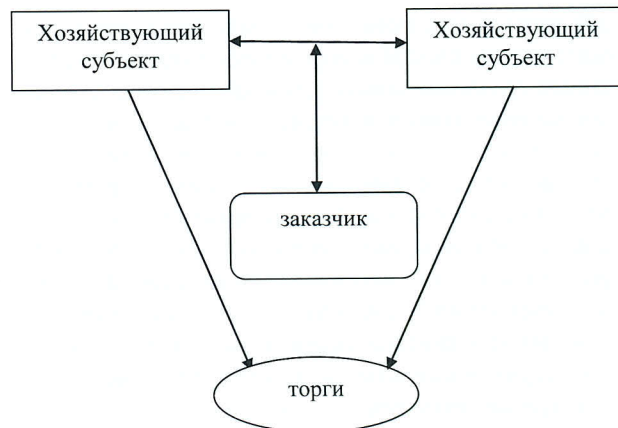 Хозяйствующий
субъект
Хозяйствующий
субъект
заказчик
торги